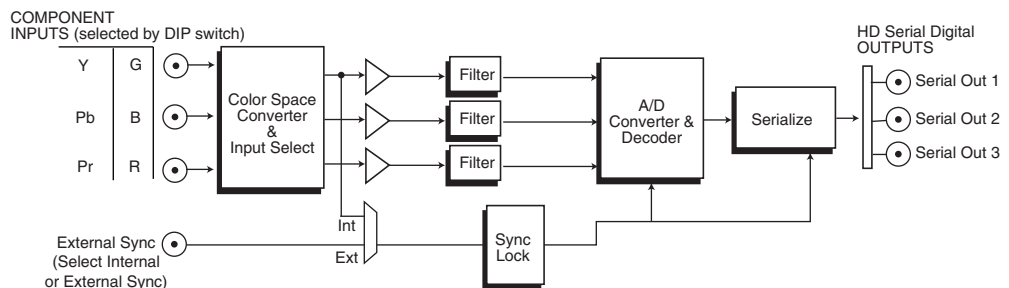 COMPONENT
INPUTS (selected by DIP switch)
HD Serial Digital
OUTPUTS
Y G
Pb B
Pr R
Color Space
Converter
&
Input Select
Filter
Filter
Filter
A/D
Converter &
Decoder
Serialize
Serial Out 1
Serial Out 2
Serial Out 3
Int
Ext
External Sync
(Select Internal
or External Sync)
Sync
Lock